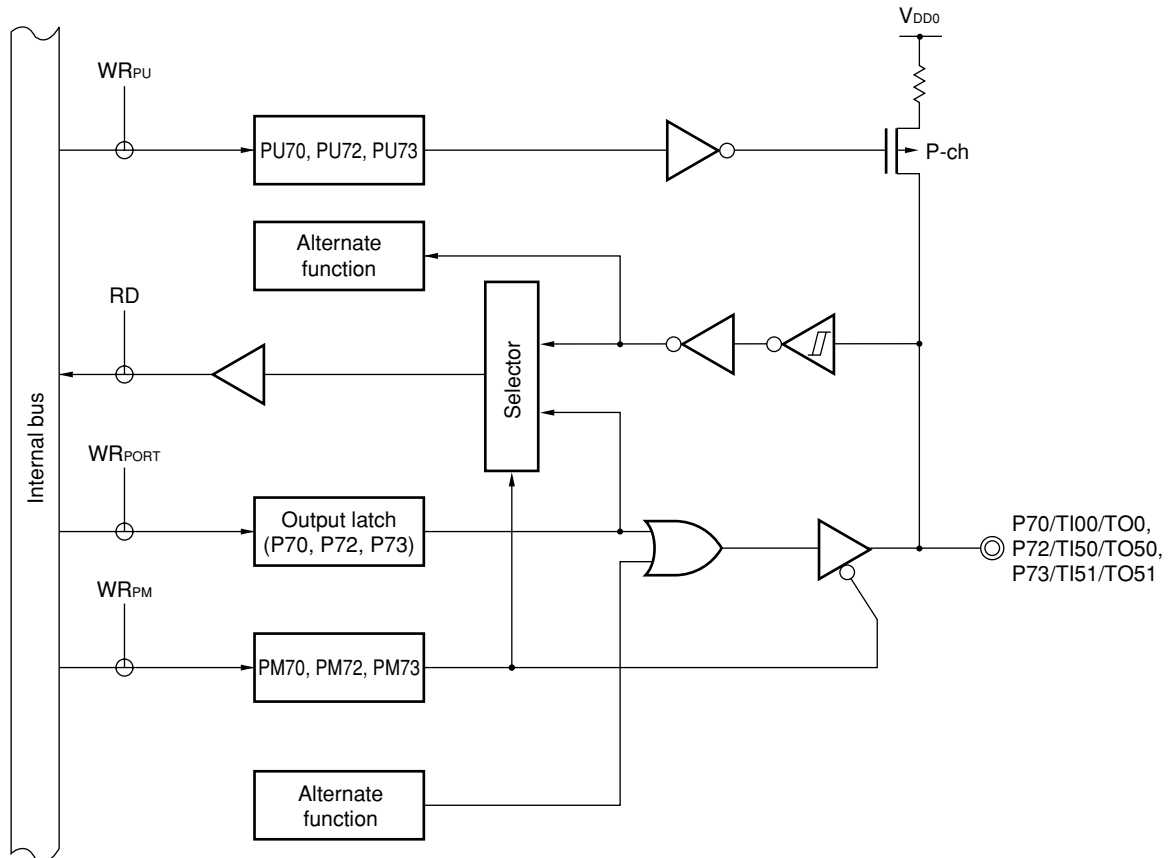 VDD0
WRPU
PU70, PU72, PU73
P-ch
Alternate
function
RD
Selector
Internal bus
WRPORT
Output latch
(P70, P72, P73)
P70/TI00/TO0,
P72/TI50/TO50,
P73/TI51/TO51
WRPM
PM70, PM72, PM73
Alternate
function